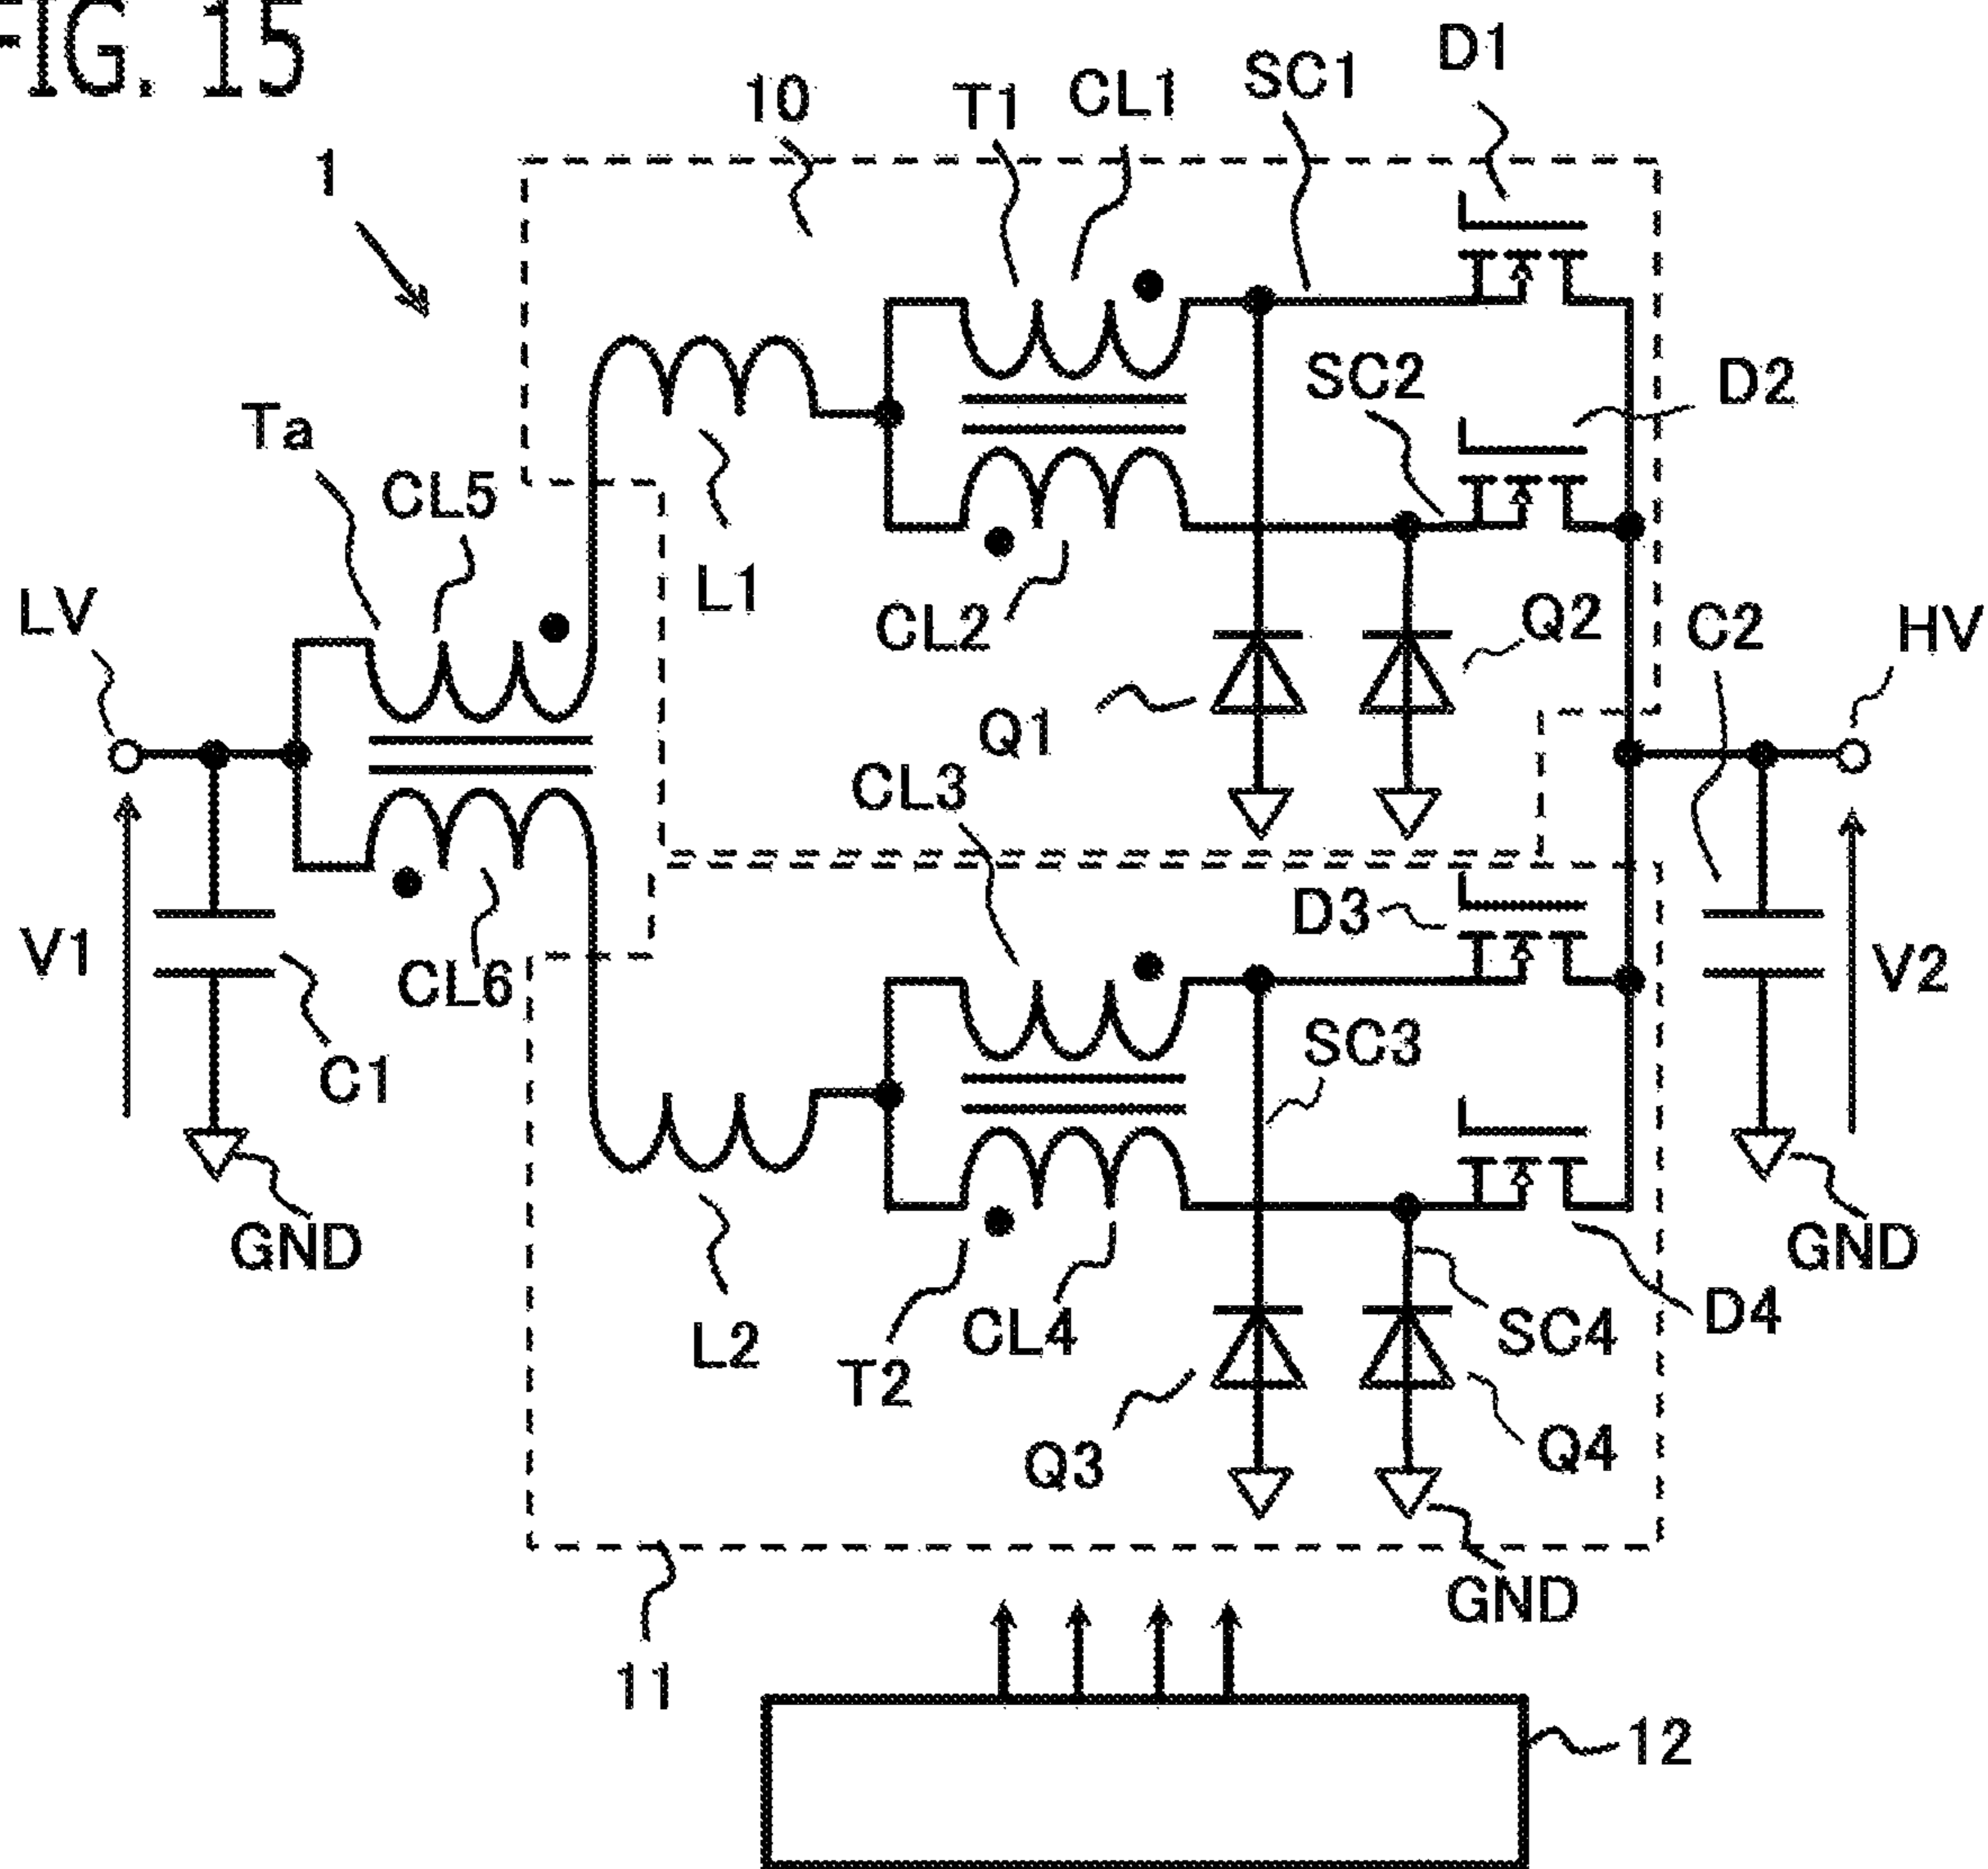 FIG. 15
1
10
T1
CL1
SC1
D1
Ta
CL5
L1
CL2
SC2
D2
LV
Q1
Q2
C2
HV
CL3
V1
C1
CL6
D3
SC3
V2
GND
L2
T2
CL4
Q3
SC4
Q4
D4
GND
GND
11
12